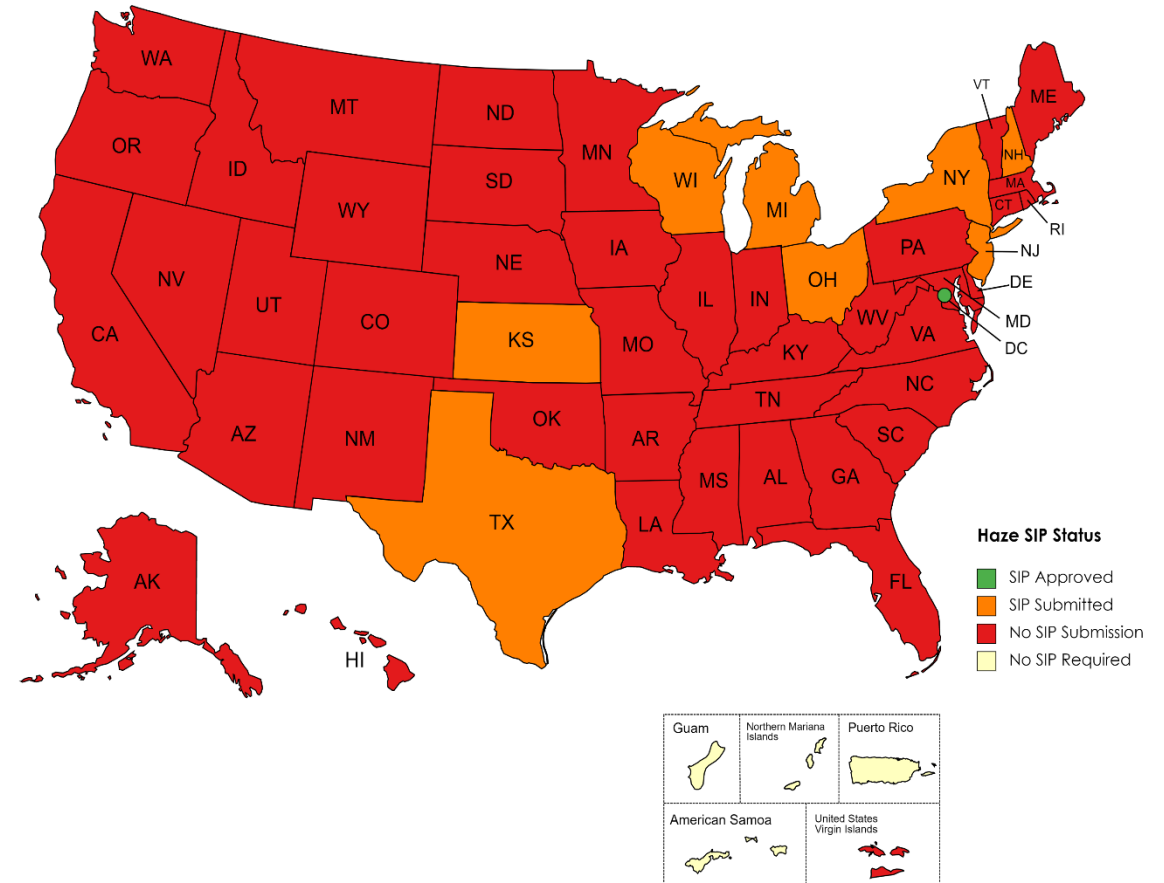 WA
OR
CA
NV
ID
MT
WY
UT
CO
AZ
NM
ND
SD
NE
KS
OK
TX
MN
IA
MO
AR
LA
WI
MI
IL
IN
OH
KY
TN
MS
AL
GA
FL
SC
NC
VA
WV
PA
NY
VT
NH
ME
MA
CT
RI
NJ
DE
MD
DC
AK
HI
Haze SIP Status
SIP Approved
SIP Submitted
No SIP Submission
No SIP Required
Guam
Northern Mariana
Islands
Puerto Rico
American Samoa
United States
Virgin Islands